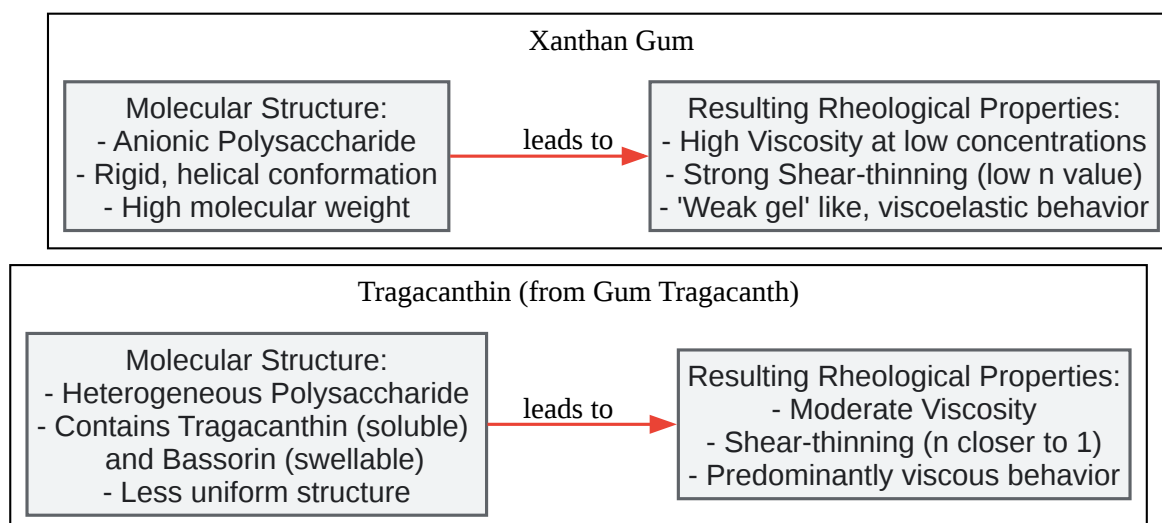 Xanthan Gum
Molecular Structure:
- Anionic Polysaccharide
- Rigid, helical conformation
- High molecular weight
leads to
Resulting Rheological Properties:
- High Viscosity at low concentrations
- Strong Shear-thinning (low n value)
- 'Weak gel' like, viscoelastic behavior
Tragacanthin (from Gum Tragacanth)
Molecular Structure:
- Heterogeneous Polysaccharide
- Contains Tragacanthin (soluble)
and Bassorin (swellable)
- Less uniform structure
leads to
Resulting Rheological Properties:
- Moderate Viscosity
- Shear-thinning (n closer to 1)
- Predominantly viscous behavior